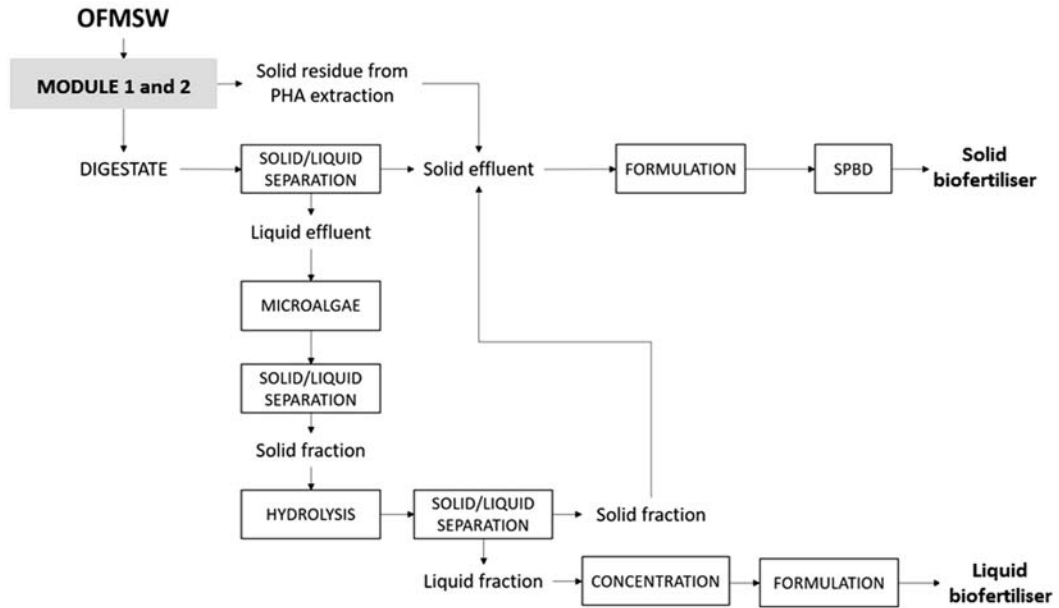 OFMSW
MODULE 1 and 2
Solid residue from
PHA extraction
DIGESTATE
SOLID/LIQUID
SEPARATION
Solid effluent
FORMULATION
SPBD
Solid
biofertiliser
Liquid effluent
MICROALGAE
SOLID/LIQUID
SEPARATION
Solid fraction
HYDROLYSIS
SOLID/LIQUID
SEPARATION
Solid fraction
Liquid fraction
CONCENTRATION
FORMULATION
Liquid
biofertiliser